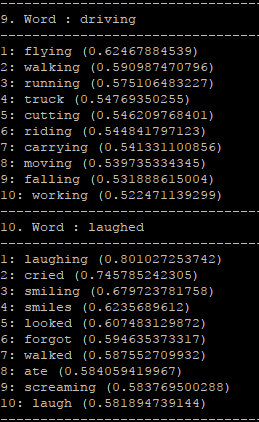 ------------------------------------
9. Word : driving
------------------------------------
1: flying (0.62467884539)
2: walking (0.590987470796)
3: running (0.575106483227)
4: truck (0.54769350255)
5: cutting (0.546209768401)
6: riding (0.544841797123)
7: carrying (0.541331100856)
8: moving (0.539735334345)
9: falling (0.531888615004)
10: working (0.522471139299)
------------------------------------
10. Word : laughed
------------------------------------
1: laughing (0.801027253742)
2: cried (0.745785242305)
3: smiling (0.679723781758)
4: smiles (0.6235689612)
5: looked (0.607483129872)
6: forgot (0.594635373317)
7: walked (0.587552709932)
8: ate (0.584059419967)
9: screaming (0.583769500288)
10: laugh (0.581894739144)
------------------------------------